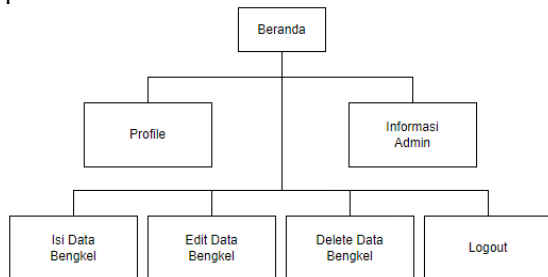 Beranda
Profile
Informasi
Admin
Isi Data
Bengkel
Edit Data
Bengkel
Delete Data
Bengkel
Logout